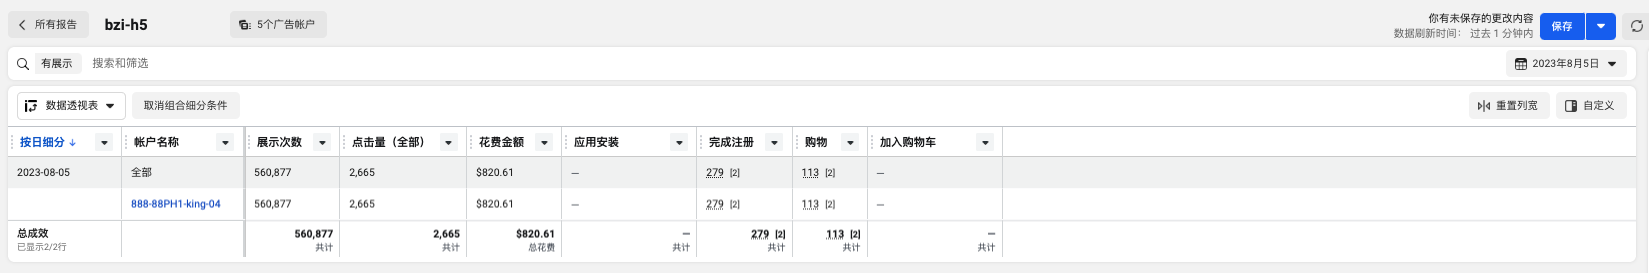 所有报告 bzi-h5 5个广告帐户 你有未保存的更改内容 保存
数据刷新时间： 过去 1 分钟内
有展示 搜索和筛选 2023年8月5日
数据透视表 取消组合细分条件 重置列宽 自定义
按日细分 ↓ 帐户名称 展示次数 点击量（全部） 花费金额 应用安装 完成注册 购物 加入购物车
2023-08-05 全部 560,877 2,665 $820.61 — 279 [2] 113 [2] —
888-88PH1-king-04 560,877 2,665 $820.61 — 279 [2] 113 [2] —
总成效 560,877 2,665 $820.61 — 279 [2] 113 [2] —
已显示2/2行 共计 共计 总花费 共计 共计 共计 共计